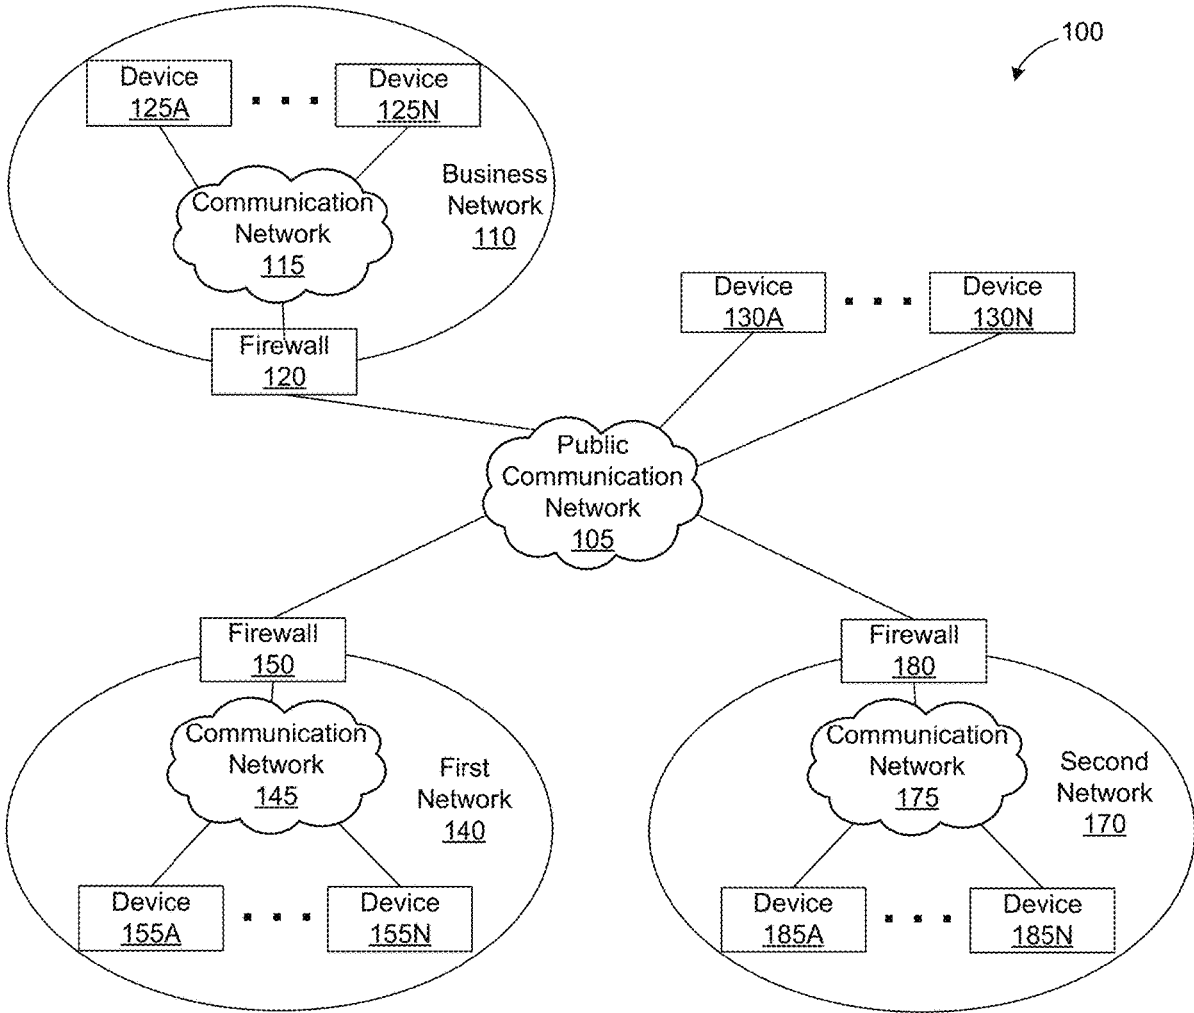 100
Device
125A
Device
125N
Business
Network
110
Communication
Network
115
Firewall
120
Device
130A
Device
130N
Public
Communication
Network
105
Firewall
150
Firewall
180
Communication
Network
145
First
Network
140
Communication
Network
175
Second
Network
170
Device
155A
Device
155N
Device
185A
Device
185N